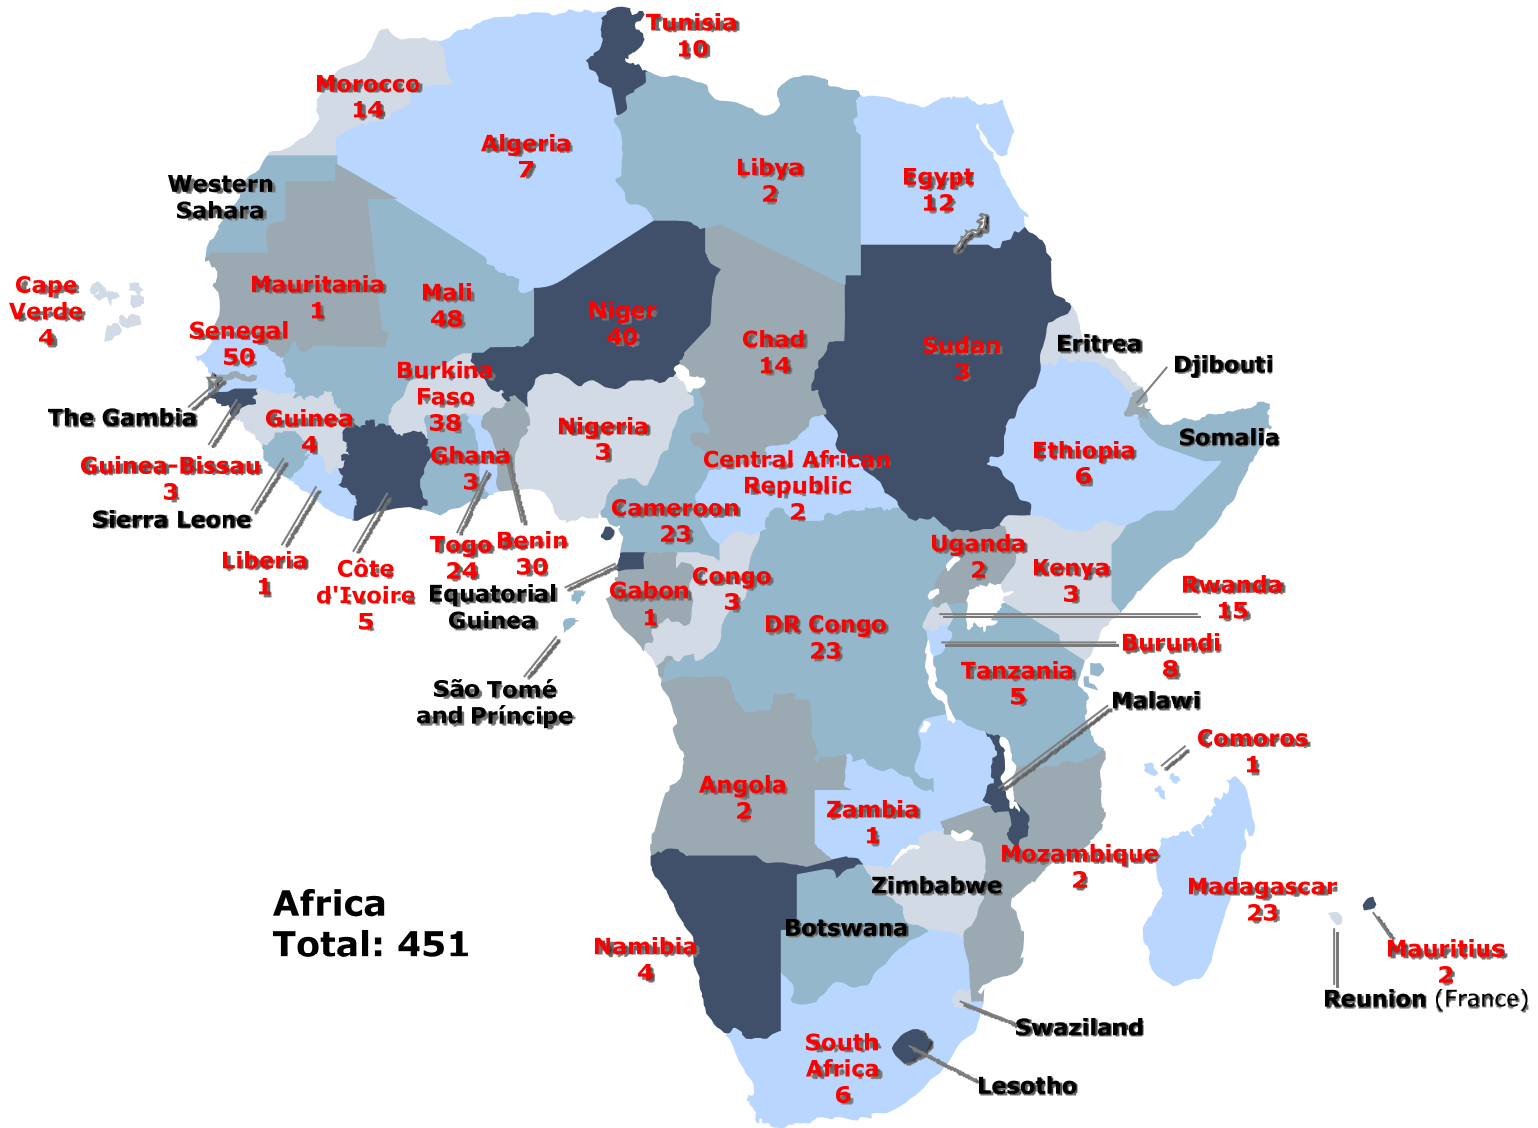 Tunisia
10
Morocco
14
Algeria
7
Libya
2
Egypt
12
Western
Sahara
Cape
Verde
4
Mauritania
1
Mali
48
Niger
40
Chad
14
Sudan
3
Eritrea
Djibouti
Senegal
50
Burkina
Faso
38
The Gambia
Guinea
4
Nigeria
3
Ethiopia
6
Somalia
Guinea-Bissau
3
Ghana
3
Central African
Republic
2
Sierra Leone
Cameroon
23
Liberia
1
Côte
d'Ivoire
5
Togo
24
Benin
30
Uganda
2
Kenya
3
Rwanda
15
Equatorial
Guinea
Gabon
1
Congo
3
DR Congo
23
Burundi
8
Tanzania
5
São Tomé
and Príncipe
Malawi
Comoros
1
Angola
2
Zambia
1
Mozambique
2
Zimbabwe
Madagascar
23
Botswana
Namibia
4
Mauritius
2
Reunion (France)
Swaziland
South
Africa
6
Lesotho
Africa
Total: 451